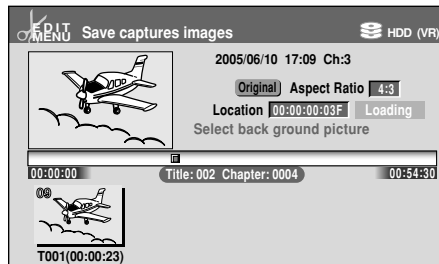 EDIT
MENU
Save captures images
HDD (VR)
2005/06/10 17:09 Ch:3
Original Aspect Ratio 4:3
Location 00:00:00:03F Loading
Select back ground picture
00:00:00 Title: 002 Chapter: 0004 00:54:30
09
T001(00:00:23)